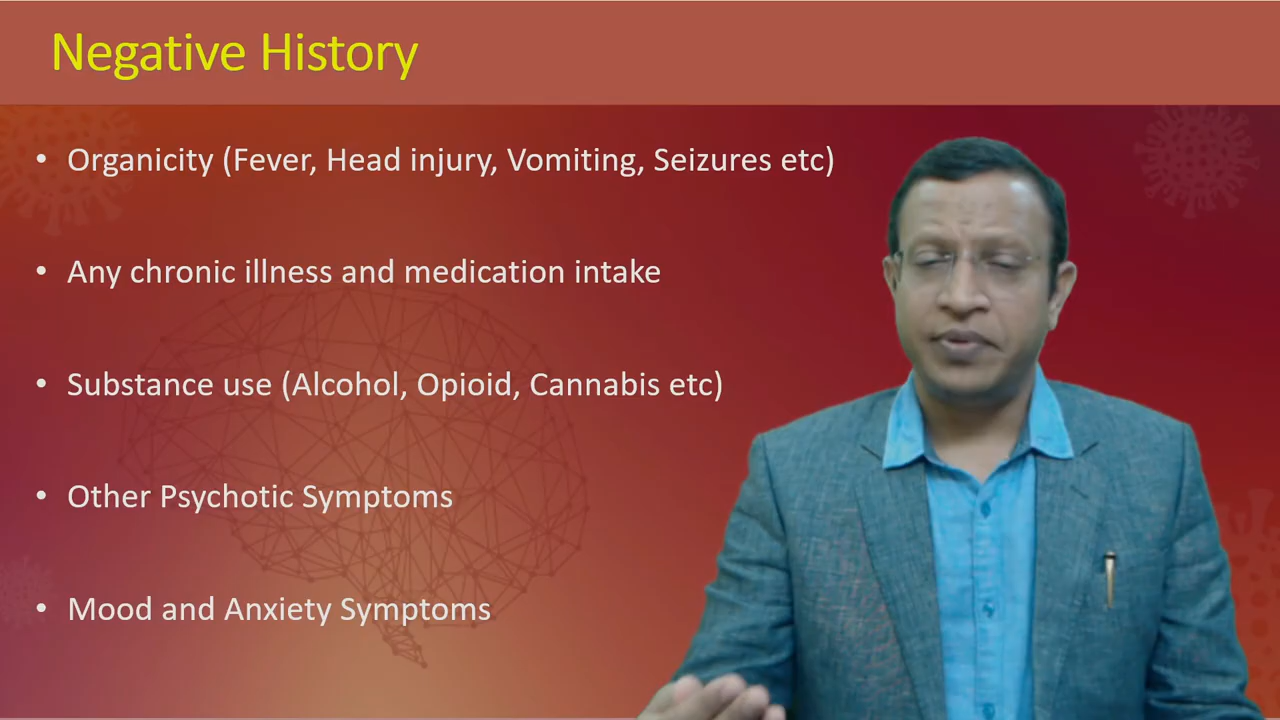 Negative History
• Organicity (Fever, Head injury, Vomiting, Seizures etc)
• Any chronic illness and medication intake
• Substance use (Alcohol, Opioid, Cannabis etc)
• Other Psychotic Symptoms
• Mood and Anxiety Symptoms